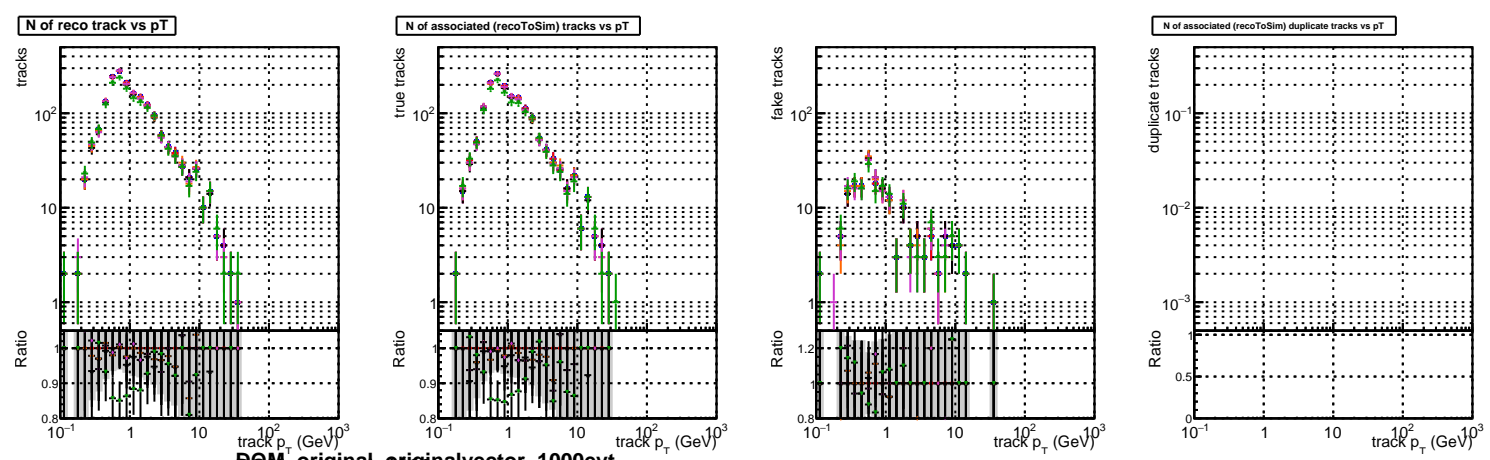 N of reco track vs pT
tracks
10²
10
1
Ratio
1
0.9
0.8
10⁻¹ 1 10 10² 10³
track p_T (GeV)
N of associated (recoToSim) tracks vs pT
true tracks
10²
10
1
Ratio
1
0.9
0.8
10⁻¹ 1 10 10² 10³
track p_T (GeV)
fake tracks
10²
10
1
Ratio
1.2
1
0.8
10⁻¹ 1 10 10² 10³
track p_T (GeV)
N of associated (recoToSim) duplicate tracks vs pT
duplicate tracks
10⁻¹
10⁻²
10⁻³
Ratio
1
0.5
0
10⁻¹ 1 10 10² 10³
track p_T (GeV)
original_originalvector_1000evt